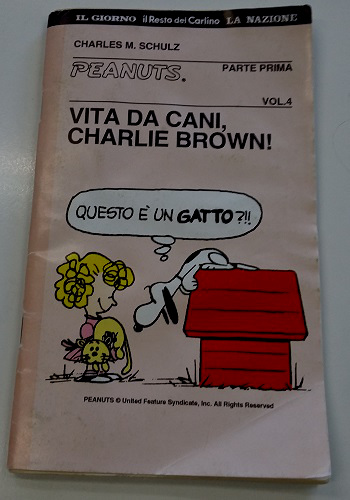 IL GIORNO il Resto del Carlino LA NAZIONE
CHARLES M. SCHULZ
PEANUTS®
PARTE PRIMA
VOL.4
VITA DA CANI,
CHARLIE BROWN!
QUESTO È UN GATTO?!!
PEANUTS © United Feature Syndicate, Inc. All Rights Reserved